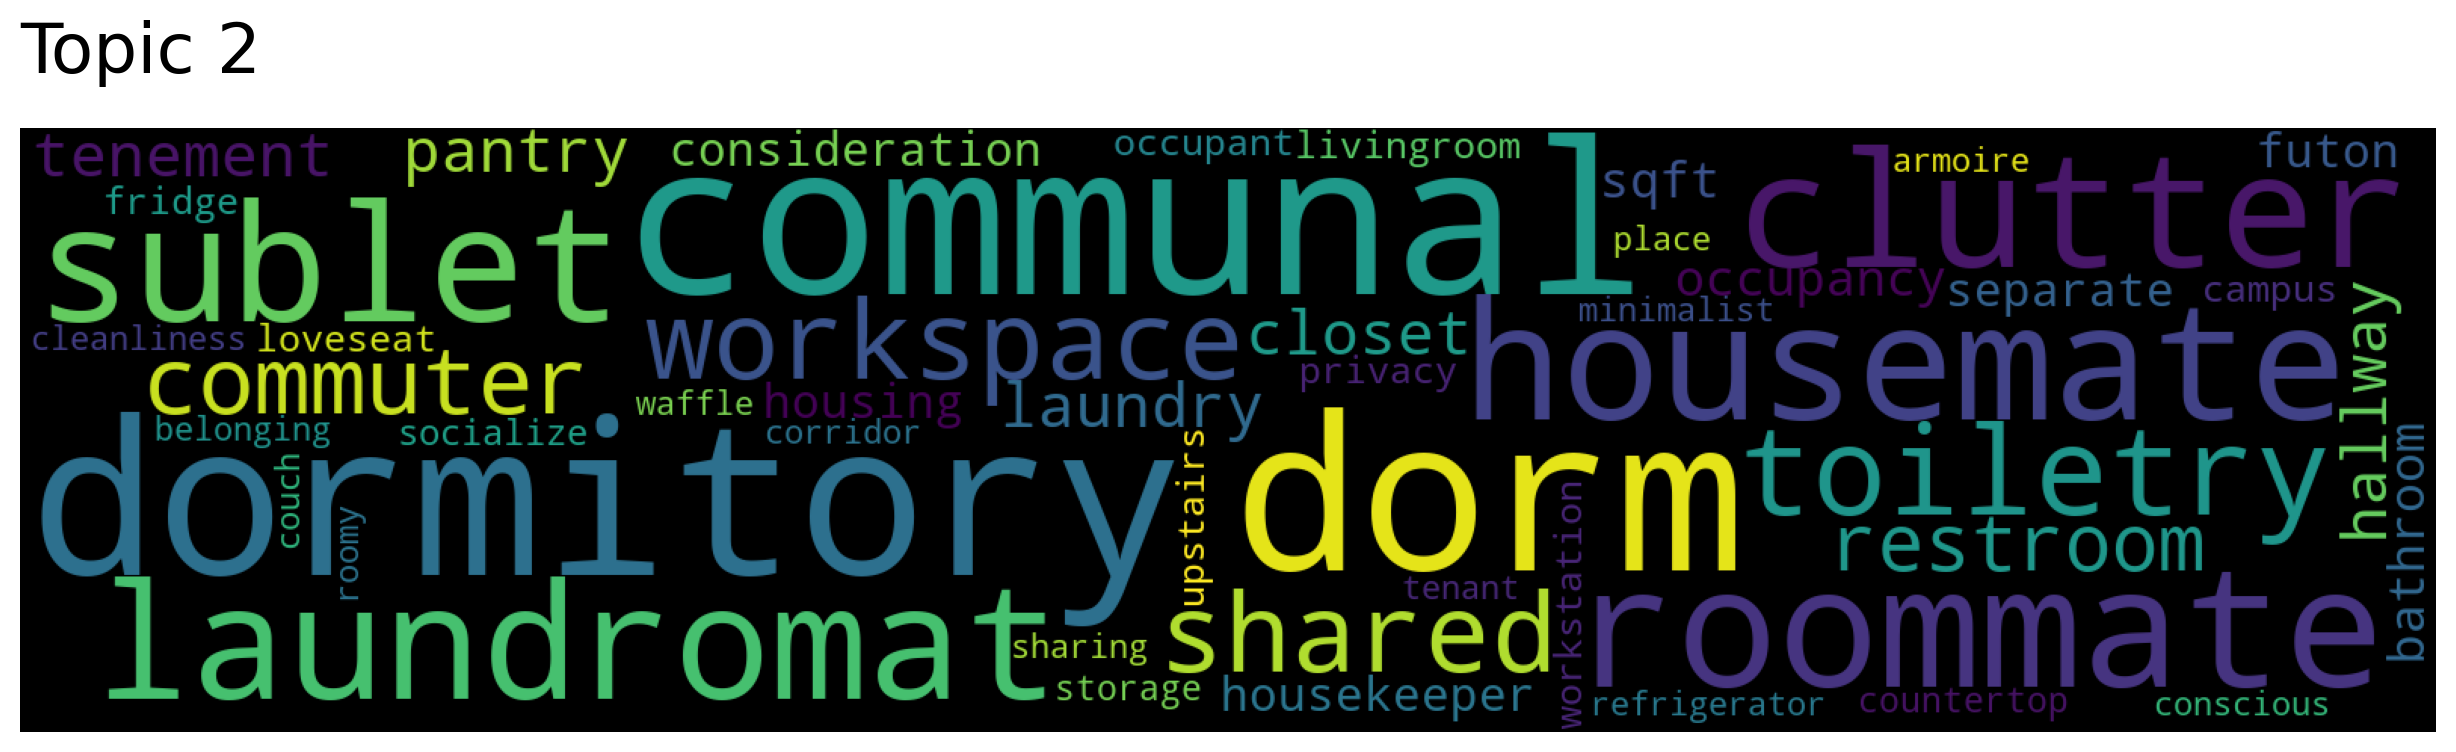 Topic 2
tenement
pantry
consideration
occupant
livingroom
communal
sqft
armoire
futon
clutter
fridge
sublet
place
occupancy
separate
campus
minimalist
cleanliness
loveseat
workspace
closet
housemate
hallway
commuter
privacy
waffle
housing
laundry
belonging
socialize
corridor
dormitory
couch
roomy
upstairs
dorm
toiletry
bathroom
restroom
workstation
tenant
laundromat
sharing
shared
roommate
storage
housekeeper
refrigerator
countertop
conscious